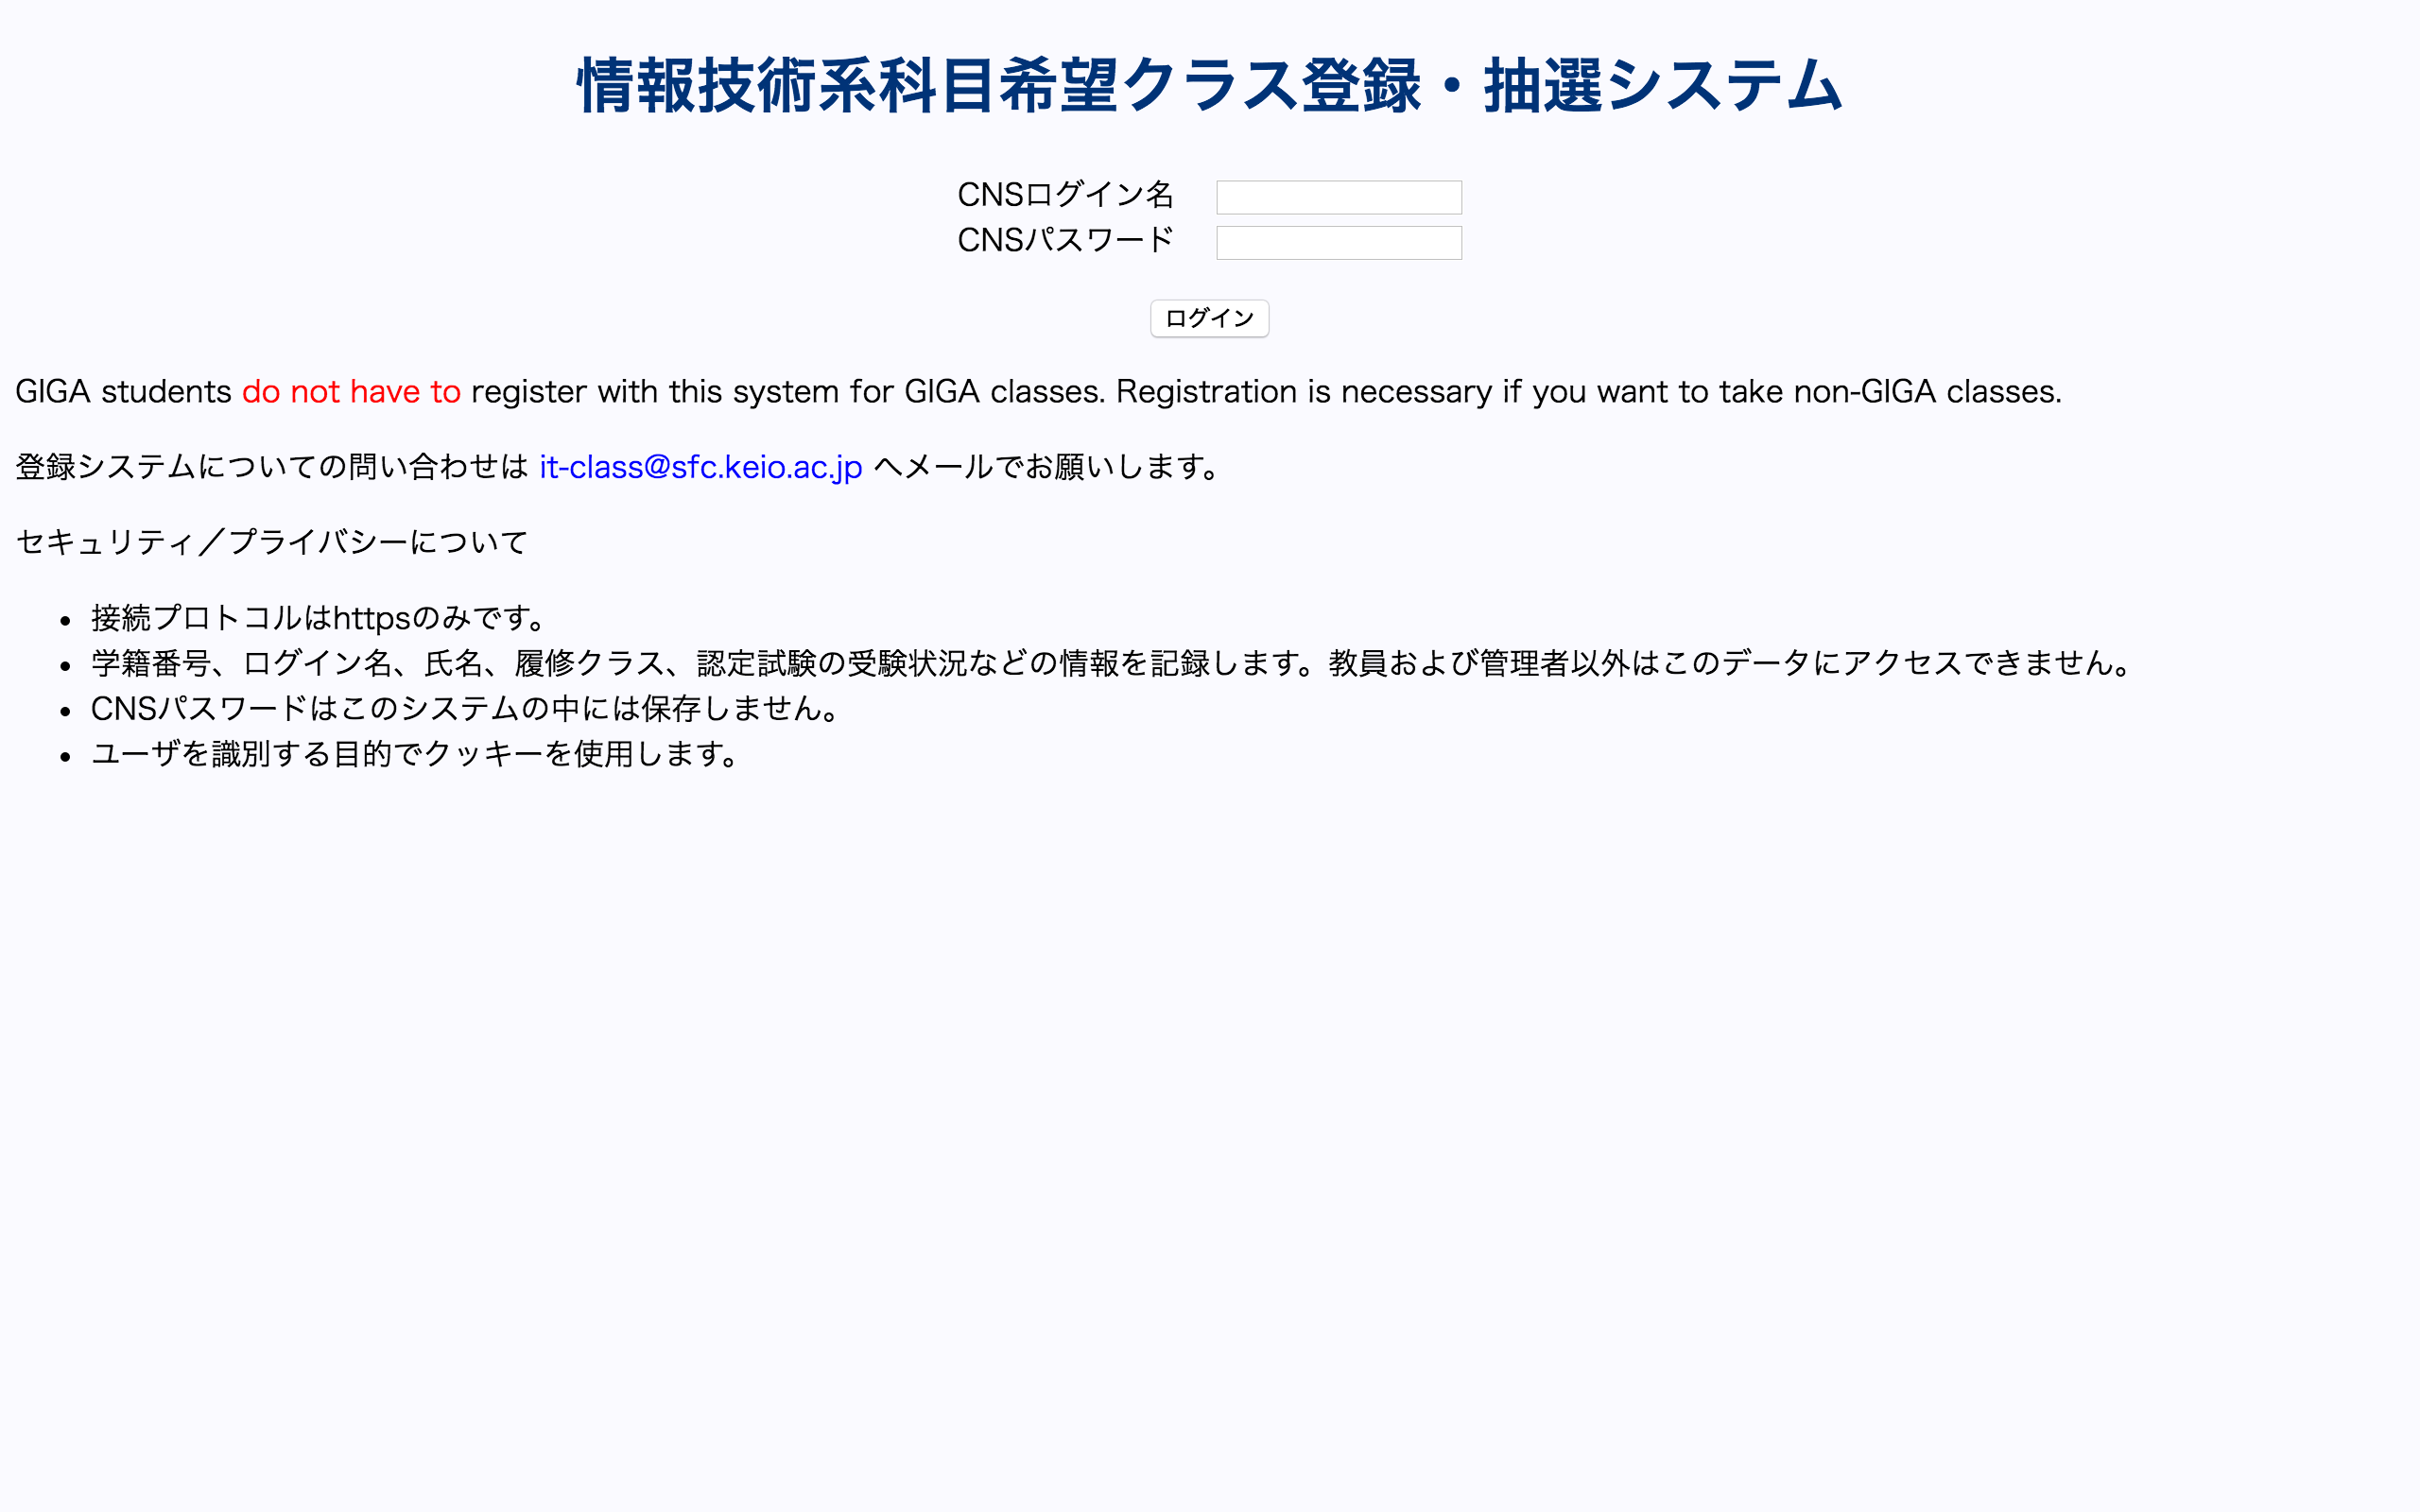 情報技術系科目希望クラス登録・抽選システム
CNSログイン名
CNSパスワード
ログイン
GIGA students do not have to register with this system for GIGA classes. Registration is necessary if you want to take non-GIGA classes.
登録システムについての問い合わせは it-class@sfc.keio.ac.jp へメールでお願いします。
セキュリティ／プライバシーについて
• 接続プロトコルはhttpsのみです。
• 学籍番号、ログイン名、氏名、履修クラス、認定試験の受験状況などの情報を記録します。教員および管理者以外はこのデータにアクセスできません。
• CNSパスワードはこのシステムの中には保存しません。
• ユーザを識別する目的でクッキーを使用します。